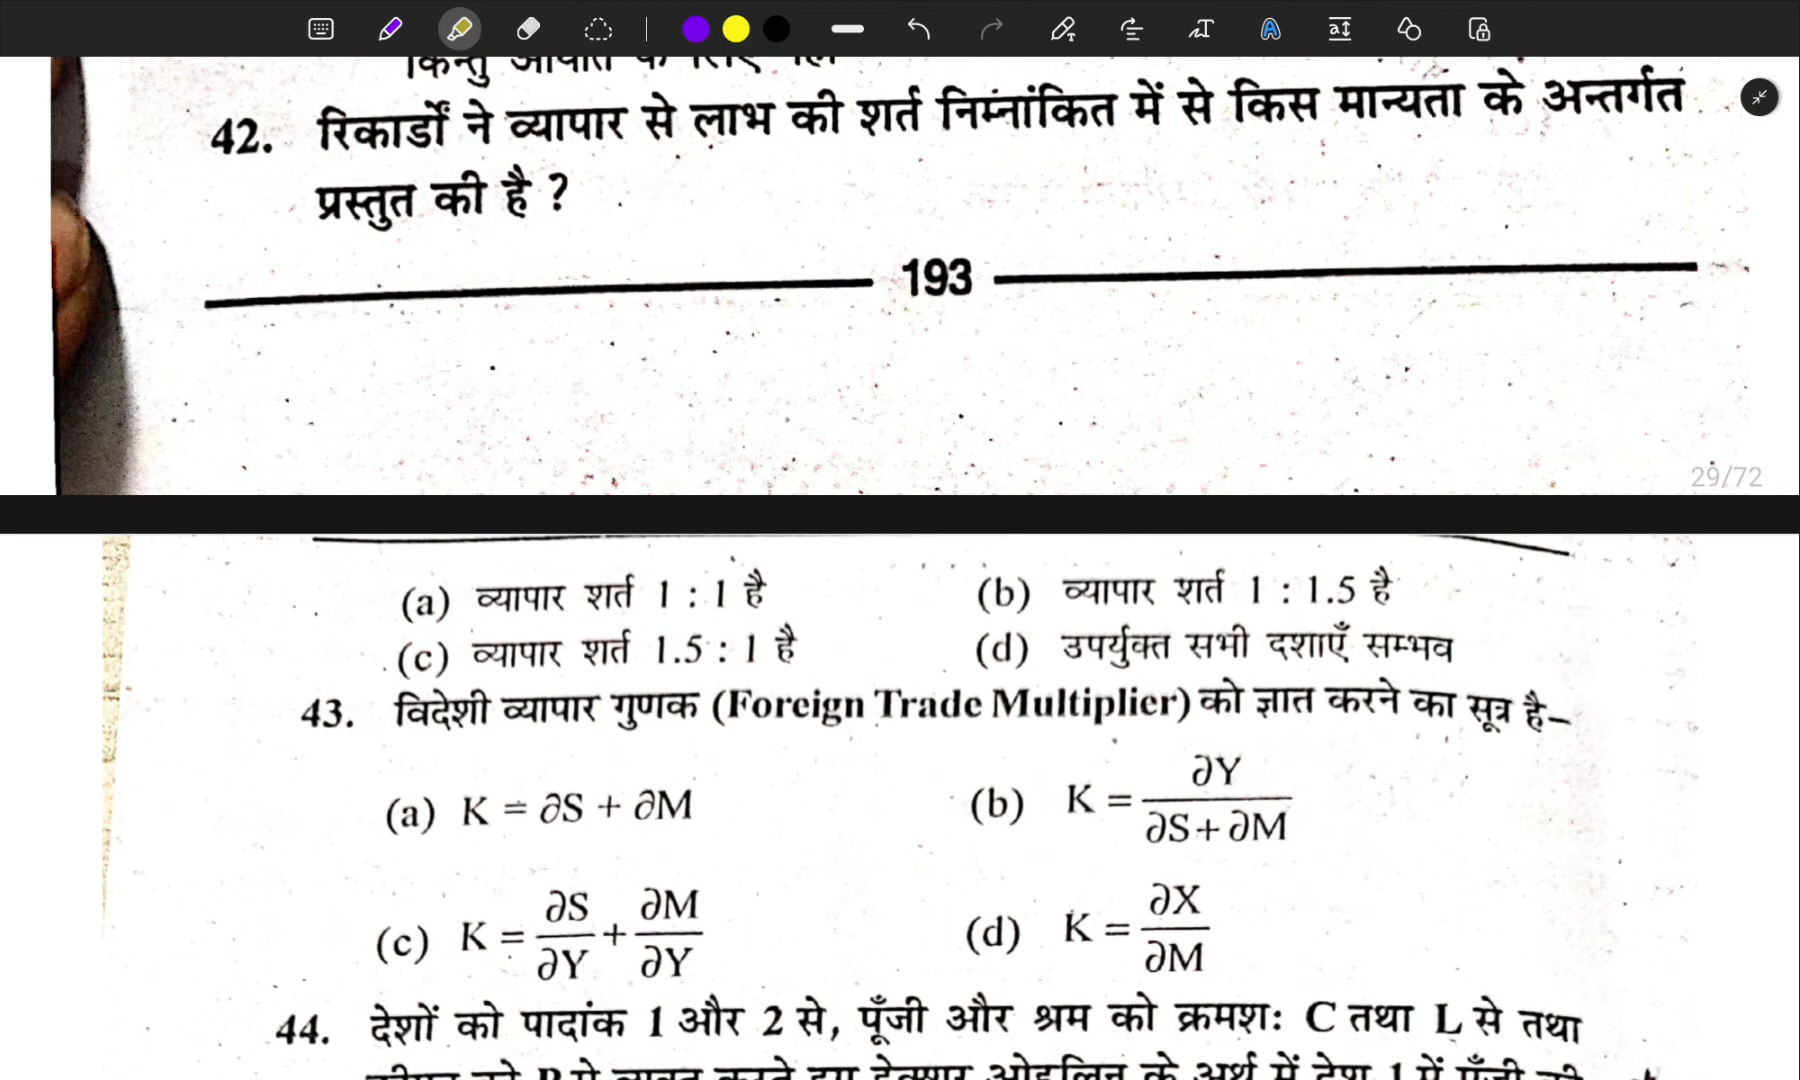 42. रिकार्डों ने व्यापार से लाभ की शर्त निम्नांकित में से किस मान्यता के अन्तर्गत
प्रस्तुत की है ?
193
29/72
(a) व्यापार शर्त 1 : 1 है (b) व्यापार शर्त 1 : 1.5 है
(c) व्यापार शर्त 1.5 : 1 है (d) उपर्युक्त सभी दशाएँ सम्भव
43. विदेशी व्यापार गुणक (Foreign Trade Multiplier) को ज्ञात करने का सूत्र है–
(a) K = ∂S + ∂M (b) K = ∂Y / ∂S + ∂M
(c) K = ∂S/∂Y + ∂M/∂Y (d) K = ∂X/∂M
44. देशों को पादांक 1 और 2 से, पूँजी और श्रम को क्रमशः C तथा L से तथा